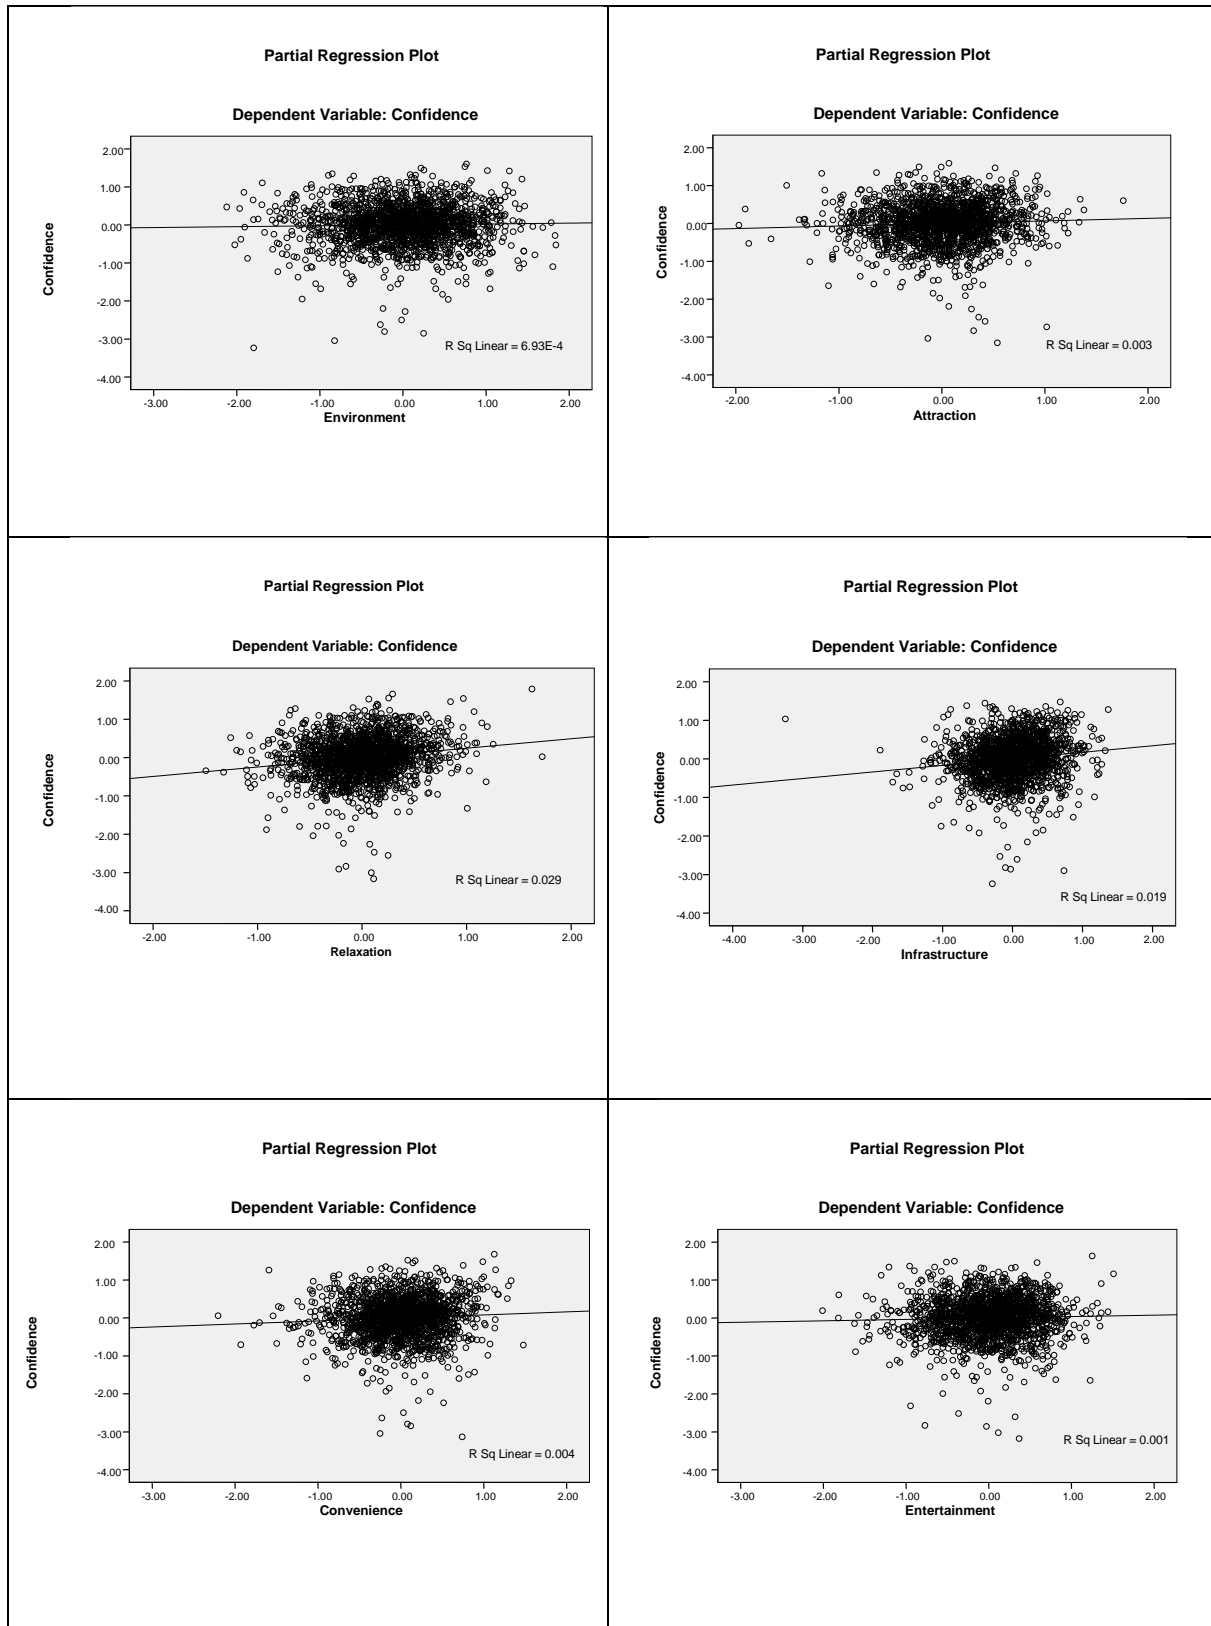 Partial Regression Plot
Dependent Variable: Confidence
Confidence
2.00
1.00
0.00
-1.00
-2.00
-3.00
-4.00
R Sq Linear = 6.93E-4
-3.00 -2.00 -1.00 0.00 1.00 2.00
Environment
Partial Regression Plot
Dependent Variable: Confidence
Confidence
2.00
1.00
0.00
-1.00
-2.00
-3.00
-4.00
R Sq Linear = 0.003
-2.00 -1.00 0.00 1.00 2.00
Attraction
Partial Regression Plot
Dependent Variable: Confidence
Confidence
2.00
1.00
0.00
-1.00
-2.00
-3.00
-4.00
R Sq Linear = 0.029
-2.00 -1.00 0.00 1.00 2.00
Relaxation
Partial Regression Plot
Dependent Variable: Confidence
Confidence
2.00
1.00
0.00
-1.00
-2.00
-3.00
-4.00
R Sq Linear = 0.019
-4.00 -3.00 -2.00 -1.00 0.00 1.00 2.00
Infrastructure
Partial Regression Plot
Dependent Variable: Confidence
Confidence
2.00
1.00
0.00
-1.00
-2.00
-3.00
-4.00
R Sq Linear = 0.004
-3.00 -2.00 -1.00 0.00 1.00 2.00
Convenience
Partial Regression Plot
Dependent Variable: Confidence
Confidence
2.00
1.00
0.00
-1.00
-2.00
-3.00
-4.00
R Sq Linear = 0.001
-3.00 -2.00 -1.00 0.00 1.00 2.00
Entertainment